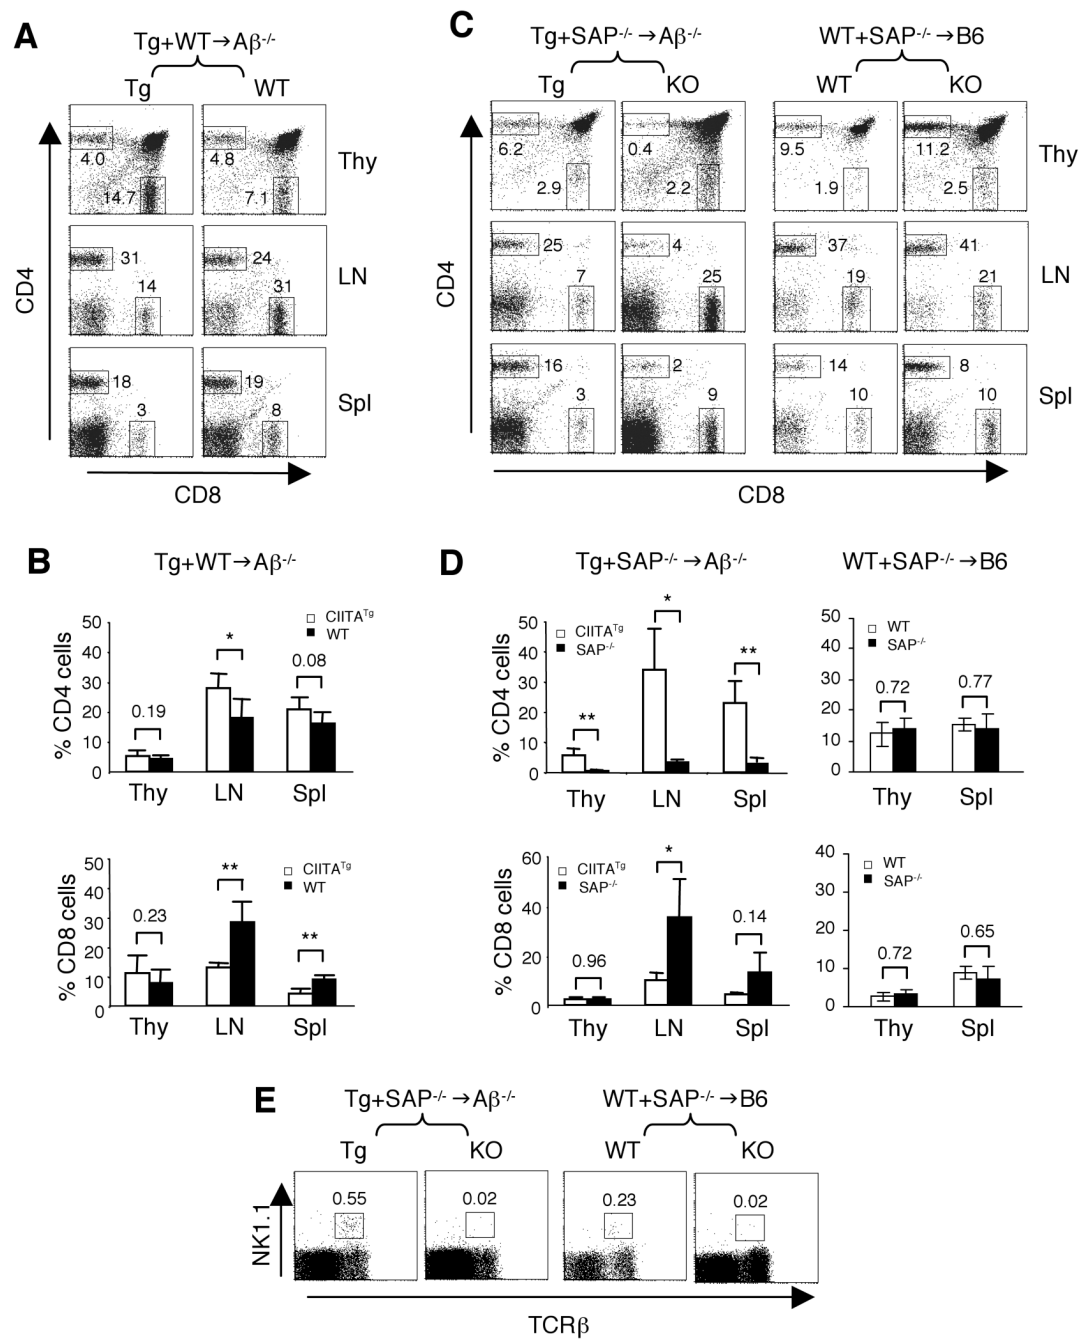 A
Tg+WT→Aβ-/-
Tg WT
4.0 4.8 Thy
14.7 7.1
31 24 LN
14 31
18 19 Spl
3 8
CD4
CD8
C
Tg+SAP-/-→Aβ-/- WT+SAP-/-→B6
Tg KO WT KO
6.2 0.4 9.5 11.2 Thy
2.9 2.2 1.9 2.5
25 4 37 41 LN
7 25 19 21
16 2 14 8 Spl
3 9 10 10
CD4
CD8
B
Tg+WT→Aβ-/-
CIITATg
WT
50
40
30
20
10
0
% CD4 cells
0.19 * 0.08
Thy LN Spl
CIITATg
WT
50
40
30
20
10
0
% CD8 cells
0.23 ** **
Thy LN Spl
D
Tg+SAP-/-→Aβ-/- WT+SAP-/-→B6
CIITATg
SAP-/-
50
40
30
20
10
0
% CD4 cells
** * **
Thy LN Spl
WT
SAP-/-
50
40
30
20
10
0
0.72 0.77
Thy Spl
CIITATg
SAP-/-
60
40
20
0
% CD8 cells
0.96 * 0.14
Thy LN Spl
WT
SAP-/-
40
30
20
10
0
0.72 0.65
Thy Spl
E
Tg+SAP-/-→Aβ-/- WT+SAP-/-→B6
Tg KO WT KO
0.55 0.02 0.23 0.02
NK1.1
TCRβ